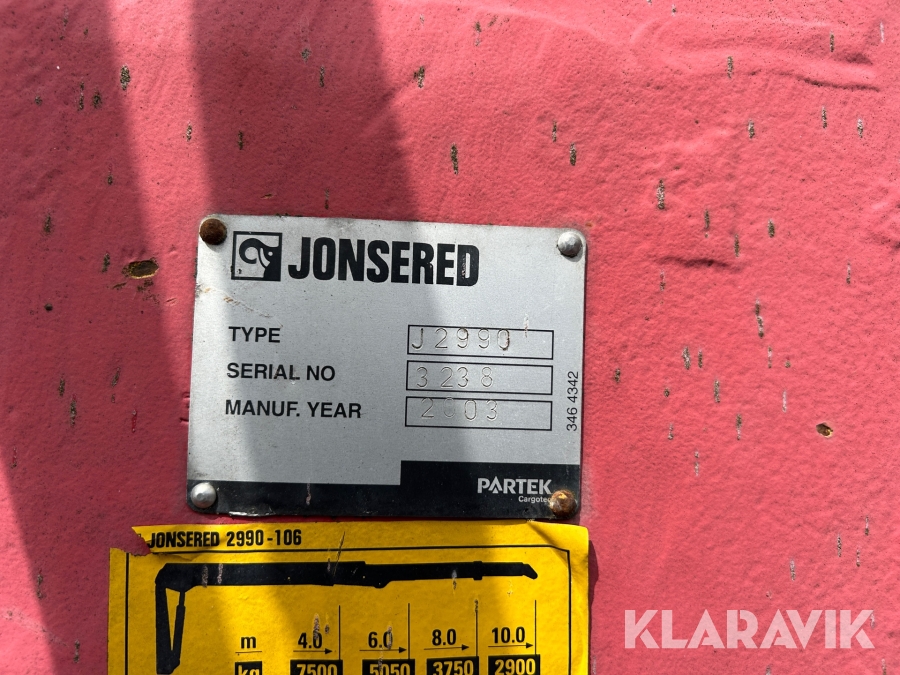 JONSERED
TYPE J2990
SERIAL NO 3238
MANUF. YEAR 2003
346 4342
PARTEK
Cargotec
JONSERED 2990-106
m 4.0 6.0 8.0 10.0
kg 7500 5050 3750 2900
KLARAVIK